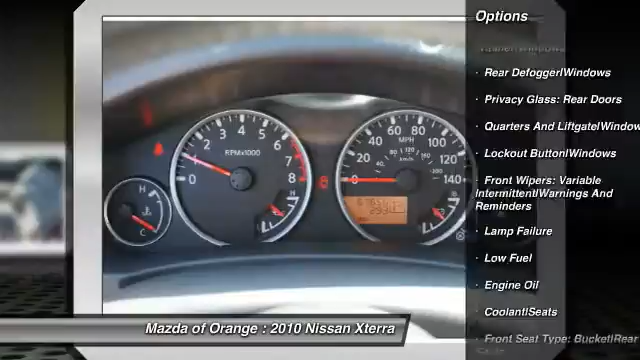 Options
· Rear Defogger|Windows
· Privacy Glass: Rear Doors
· Quarters And Liftgate|Window
· Lockout Button|Windows
· Front Wipers: Variable
Intermittent|Warnings And
Reminders
· Lamp Failure
· Low Fuel
· Engine Oil
· Coolant|Seats
· Front Seat Type: Bucket|Rear
0 1 2 3 4 5 6 7 8
RPMx1000
0 20 40 60 80 100 120 140
MPH
km/h
H
C
Mazda of Orange : 2010 Nissan Xterra